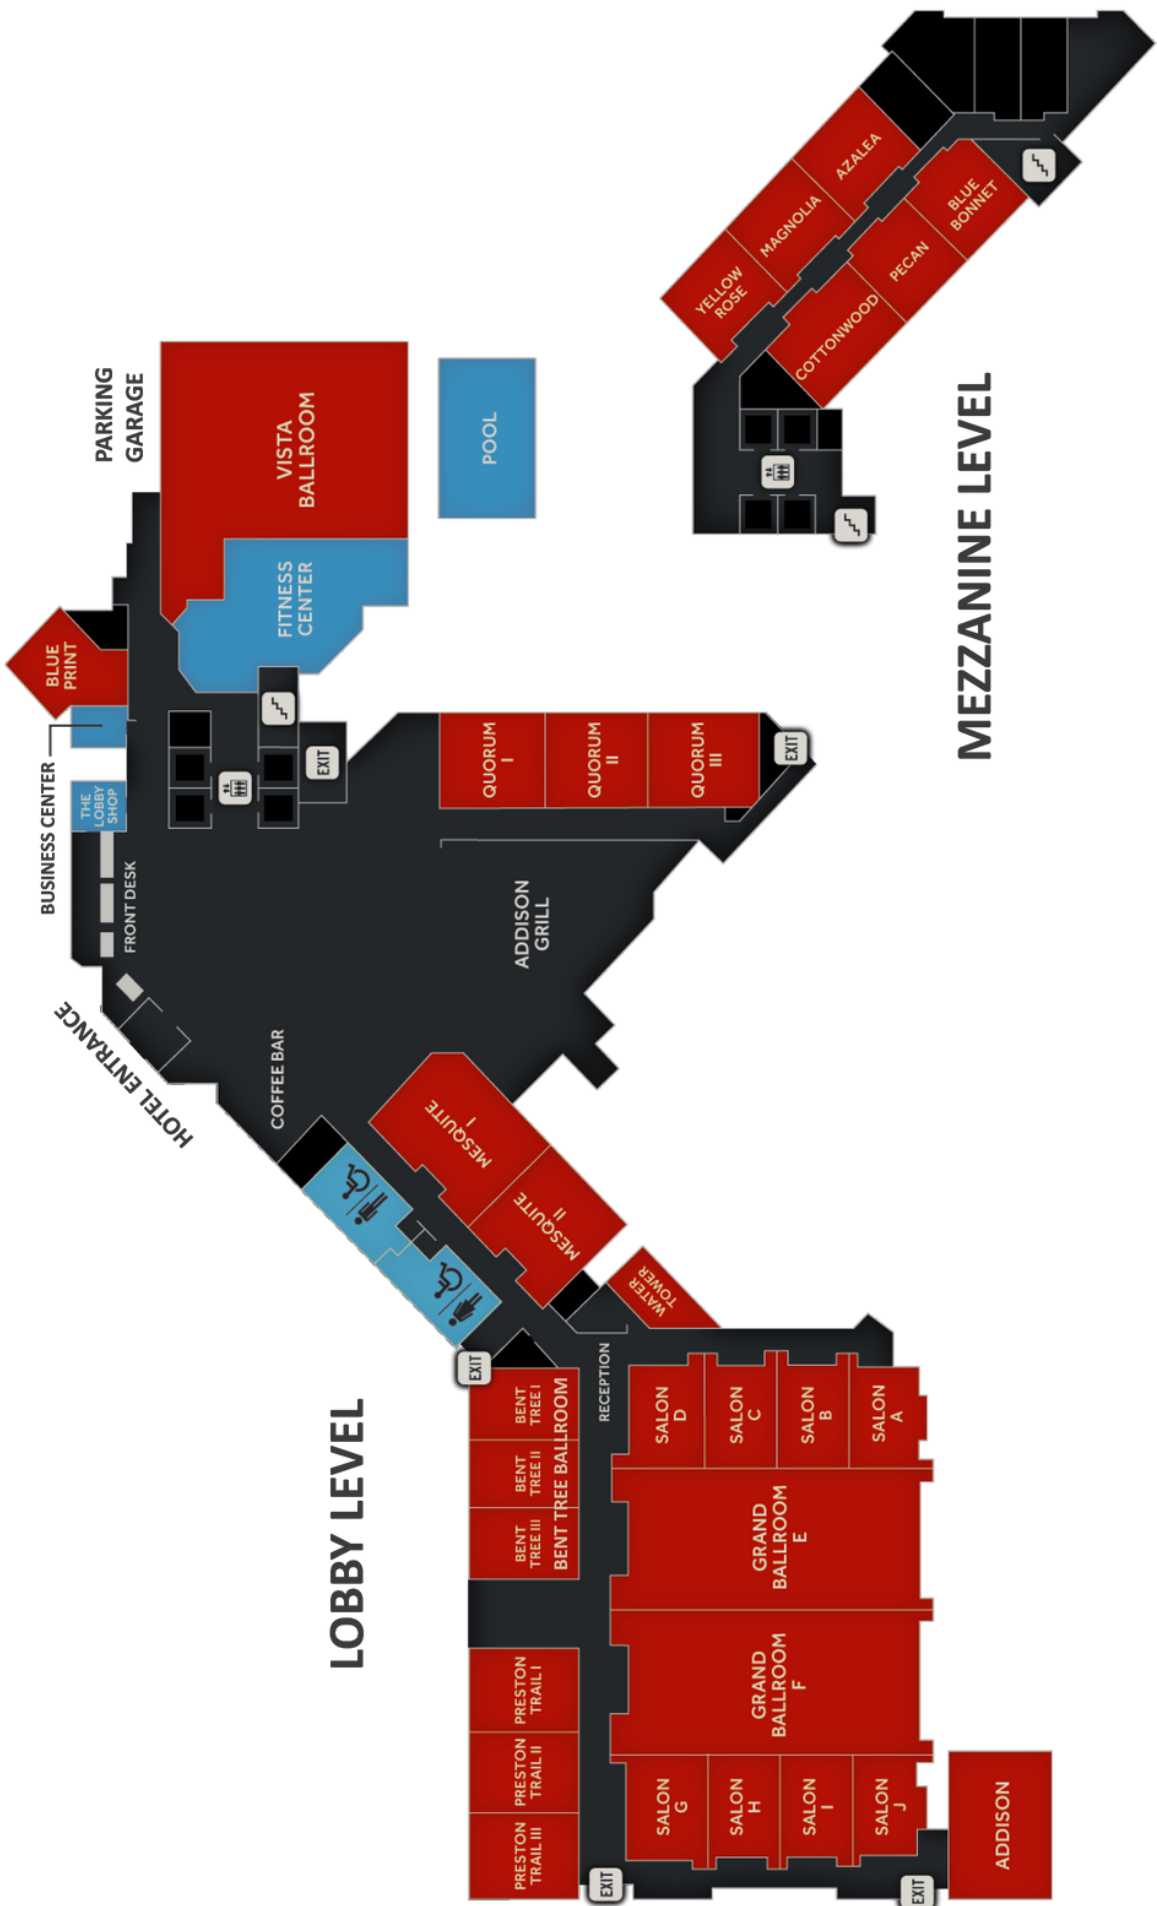 LOBBY LEVEL
PRESTON
TRAIL III
PRESTON
TRAIL II
PRESTON
TRAIL I
BENT
TREE III
BENT
TREE II
BENT
TREE I
BENT TREE BALLROOM
EXIT
EXIT
EXIT
RECEPTION
SALON
G
SALON
H
SALON
I
SALON
J
GRAND
BALLROOM
F
GRAND
BALLROOM
E
SALON
D
SALON
C
SALON
B
SALON
A
ADDISON
WATER
TOWER
MESQUITE
II
MESQUITE
I
COFFEE BAR
HOTEL ENTRANCE
FRONT DESK
BUSINESS CENTER
THE
LOBBY
SHOP
BLUE
PRINT
PARKING
GARAGE
VISTA
BALLROOM
FITNESS
CENTER
POOL
EXIT
ADDISON
GRILL
QUORUM
I
QUORUM
II
QUORUM
III
EXIT
MEZZANINE LEVEL
YELLOW
ROSE
MAGNOLIA
AZALEA
COTTONWOOD
PECAN
BLUE
BONNET